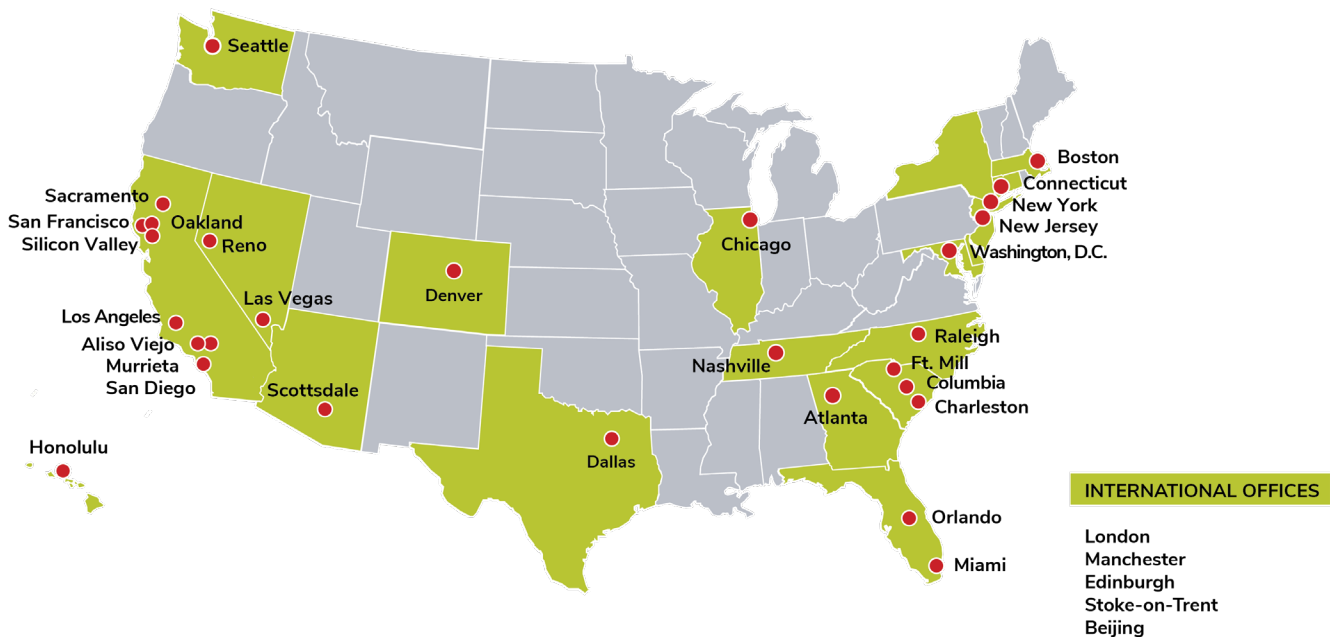 Seattle
Boston
Connecticut
New York
New Jersey
Washington, D.C.
Sacramento
San Francisco
Oakland
Silicon Valley
Reno
Chicago
Las Vegas
Denver
Los Angeles
Aliso Viejo
Murrieta
San Diego
Scottsdale
Nashville
Raleigh
Ft. Mill
Columbia
Charleston
Atlanta
Dallas
Honolulu
Orlando
Miami
INTERNATIONAL OFFICES
London
Manchester
Edinburgh
Stoke-on-Trent
Beijing